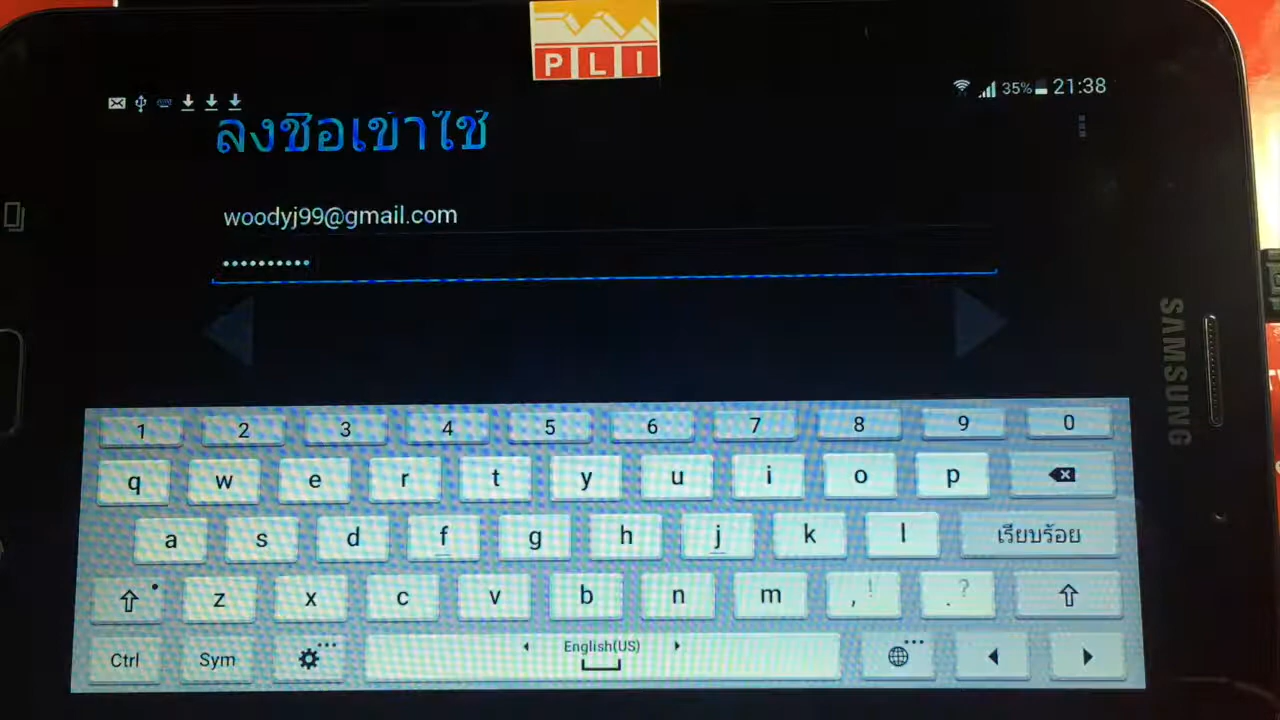 PLI
35% 21:38
ลงชื่อเข้าใช้
woodyj99@gmail.com
••••••••••
SAMSUNG
1 2 3 4 5 6 7 8 9 0
q w e r t y u i o p
a s d f g h j k l เรียบร้อย
z x c v b n m , ! . ?
Ctrl Sym English(US)